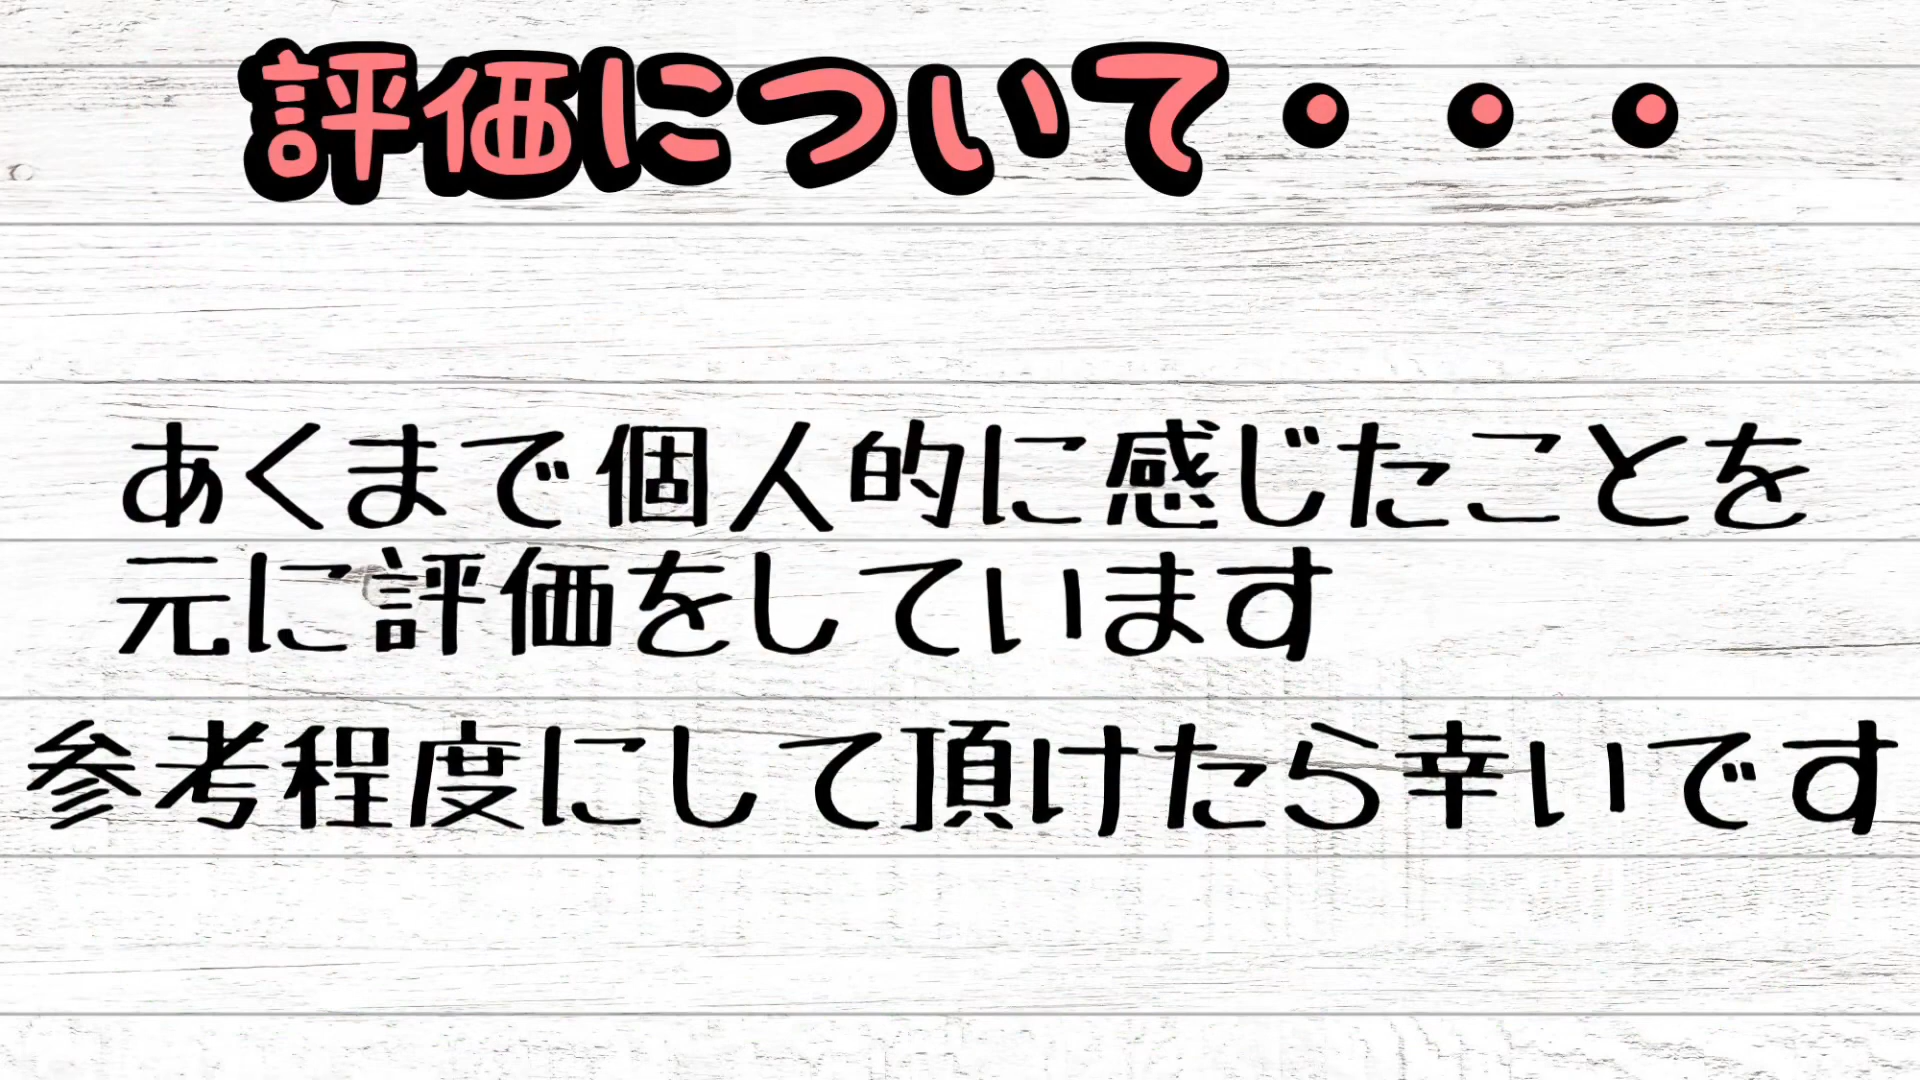 評価について・・・
あくまで個人的に感じたことを
元に評価をしています
参考程度にして頂けたら幸いです